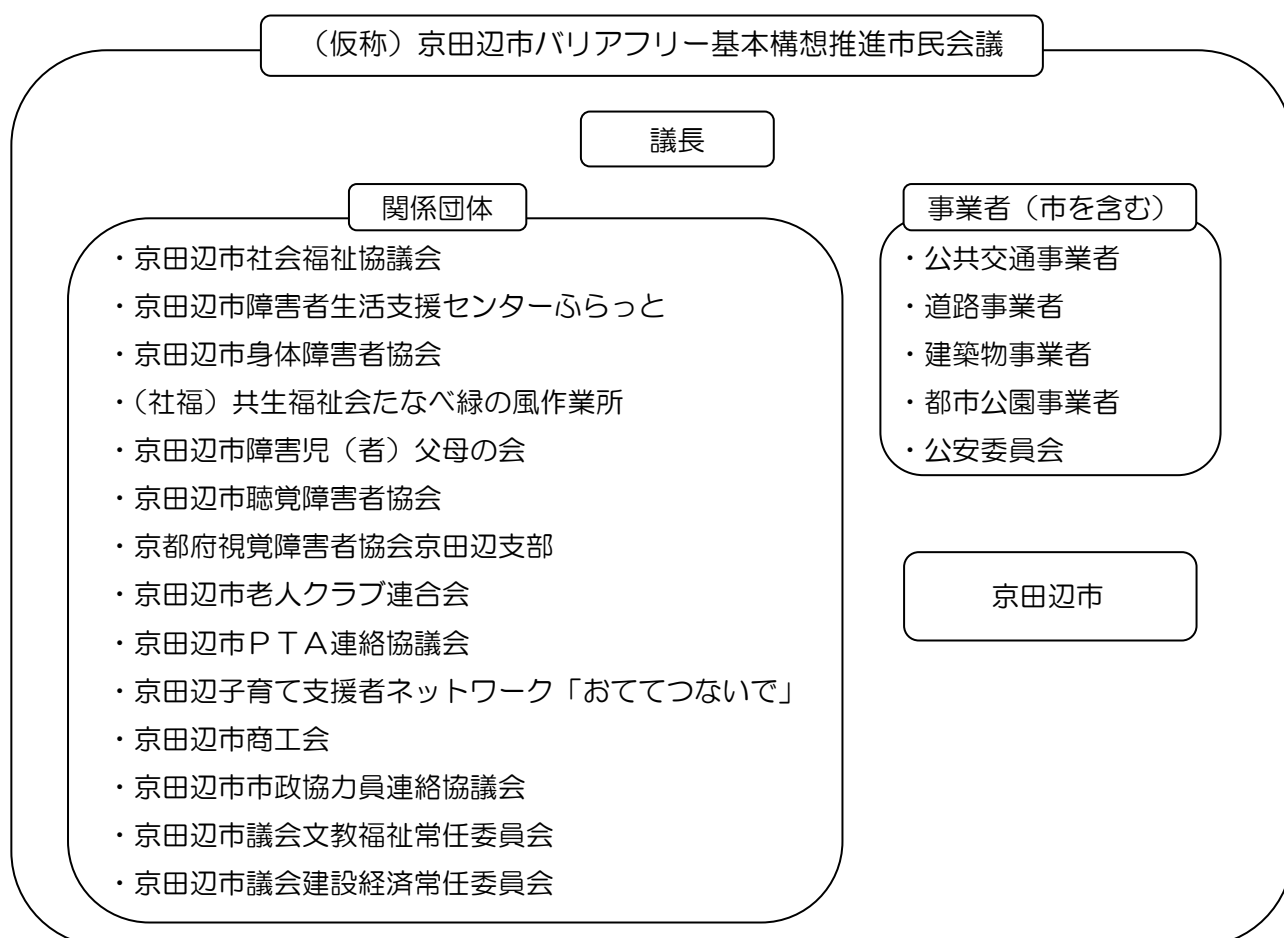 （仮称）京田辺市バリアフリー基本構想推進市民会議
議長
関係団体
・京田辺市社会福祉協議会
・京田辺市障害者生活支援センターふらっと
・京田辺市身体障害者協会
・（社福）共生福祉会たなべ緑の風作業所
・京田辺市障害児（者）父母の会
・京田辺市聴覚障害者協会
・京都府視覚障害者協会京田辺支部
・京田辺市老人クラブ連合会
・京田辺市ＰＴＡ連絡協議会
・京田辺子育て支援者ネットワーク「おててつないで」
・京田辺市商工会
・京田辺市市政協力員連絡協議会
・京田辺市議会文教福祉常任委員会
・京田辺市議会建設経済常任委員会
事業者（市を含む）
・公共交通事業者
・道路事業者
・建築物事業者
・都市公園事業者
・公安委員会
京田辺市